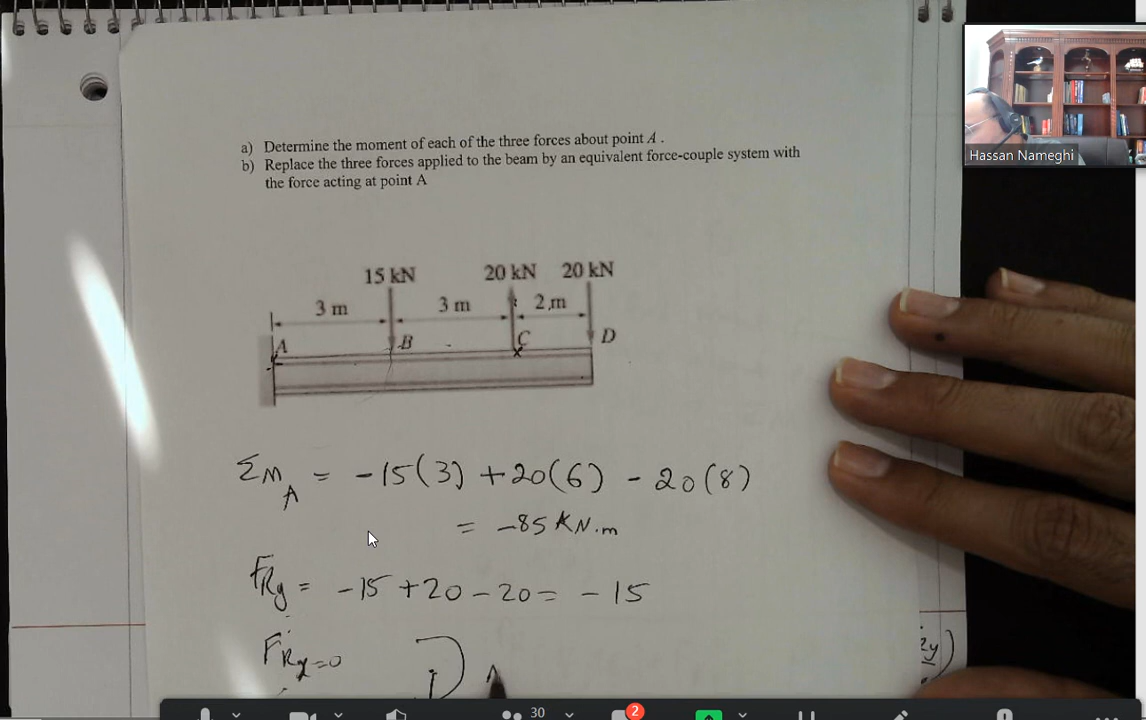 a) Determine the moment of each of the three forces about point A .
b) Replace the three forces applied to the beam by an equivalent force-couple system with
the force acting at point A
15 kN 20 kN 20 kN
3 m 3 m 2 m
A B C D
ΣM_A = -15(3) +20(6) - 20(8)
= -85 KN.m
F_Ry = -15 +20 - 20 = - 15
F_Rx = 0
Hassan Nameghi
30
2